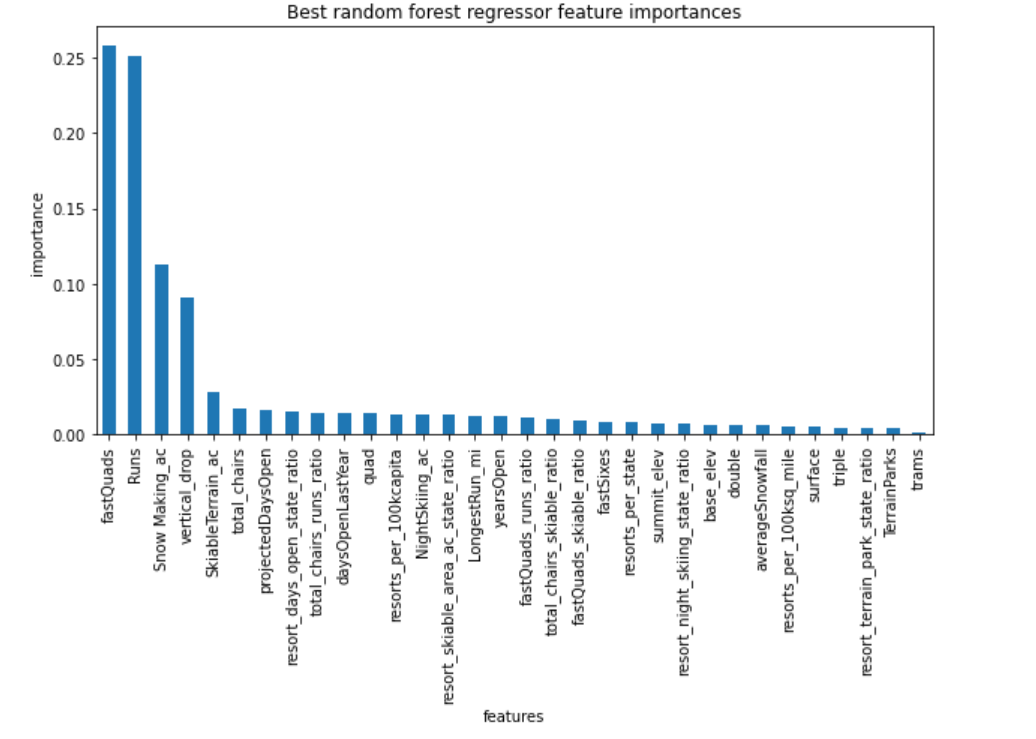 Best random forest regressor feature importances
importance
0.25
0.20
0.15
0.10
0.05
0.00
fastQuads
Runs
Snow Making_ac
vertical_drop
SkiableTerrain_ac
total_chairs
projectedDaysOpen
resort_days_open_state_ratio
total_chairs_runs_ratio
daysOpenLastYear
quad
resorts_per_100kcapita
NightSkiing_ac
resort_skiable_area_ac_state_ratio
LongestRun_mi
yearsOpen
fastQuads_runs_ratio
total_chairs_skiable_ratio
fastQuads_skiable_ratio
fastSixes
resorts_per_state
summit_elev
resort_night_skiing_state_ratio
base_elev
double
averageSnowfall
resorts_per_100ksq_mile
surface
triple
resort_terrain_park_state_ratio
TerrainParks
trams
features